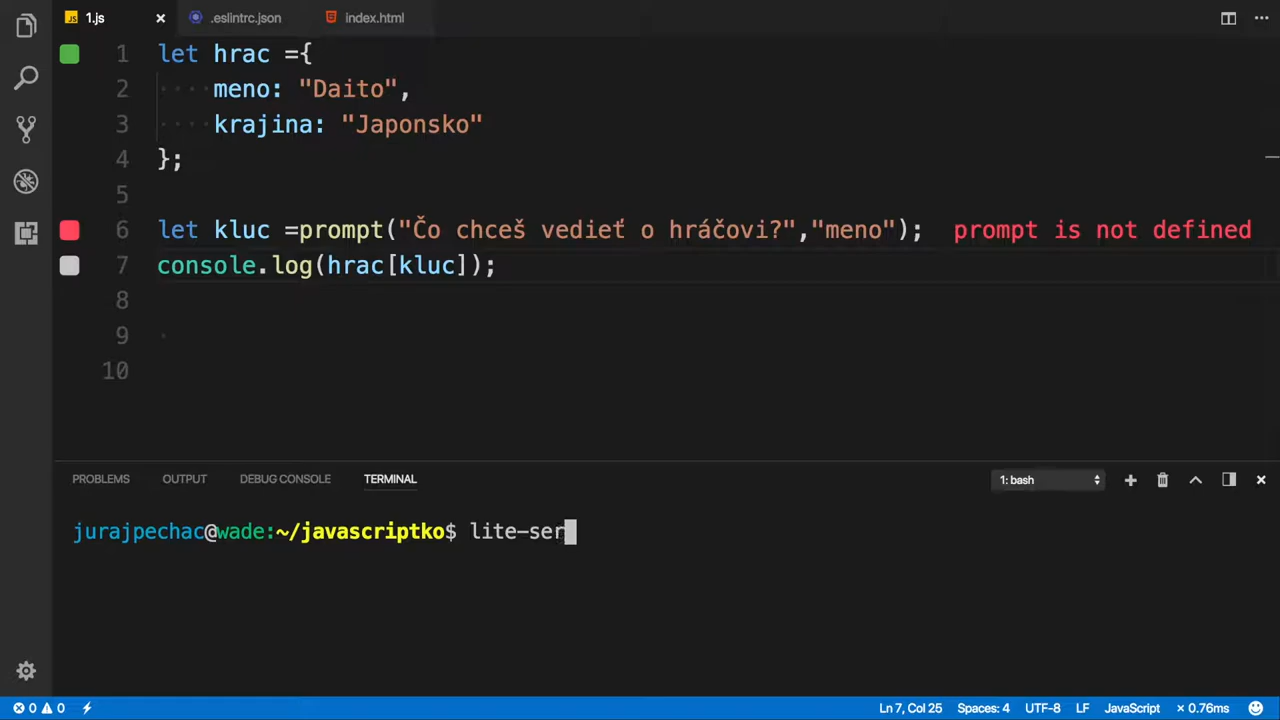 JS 1.js × .eslintrc.json index.html
1 let hrac ={
2 ···· meno: "Daito",
3 ···· krajina: "Japonsko"
4 };
5
6 let kluc =prompt("Čo chceš vedieť o hráčovi?","meno"); prompt is not defined
7 console.log(hrac[kluc]);
8
9 ·
10
PROBLEMS OUTPUT DEBUG CONSOLE TERMINAL 1: bash
jurajpechac@wade:~/javascriptko$ lite-ser
0 0 Ln 7, Col 25 Spaces: 4 UTF-8 LF JavaScript × 0.76ms